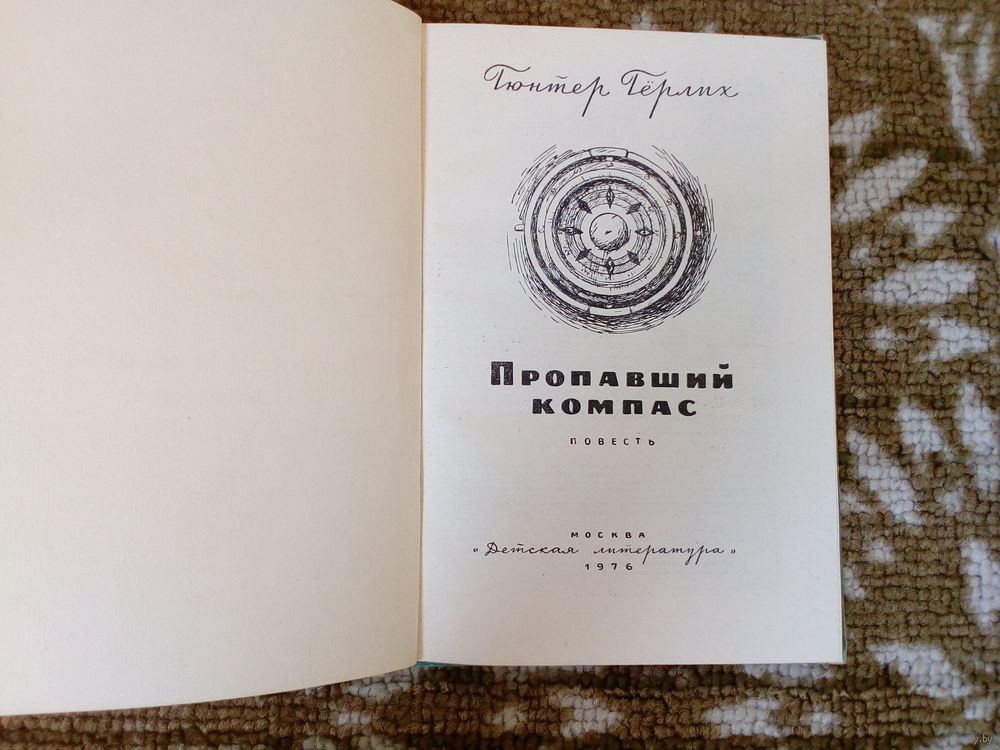 Гюнтер Гёрлих
Пропавший
компас
повесть
Москва
«Детская литература»
1976